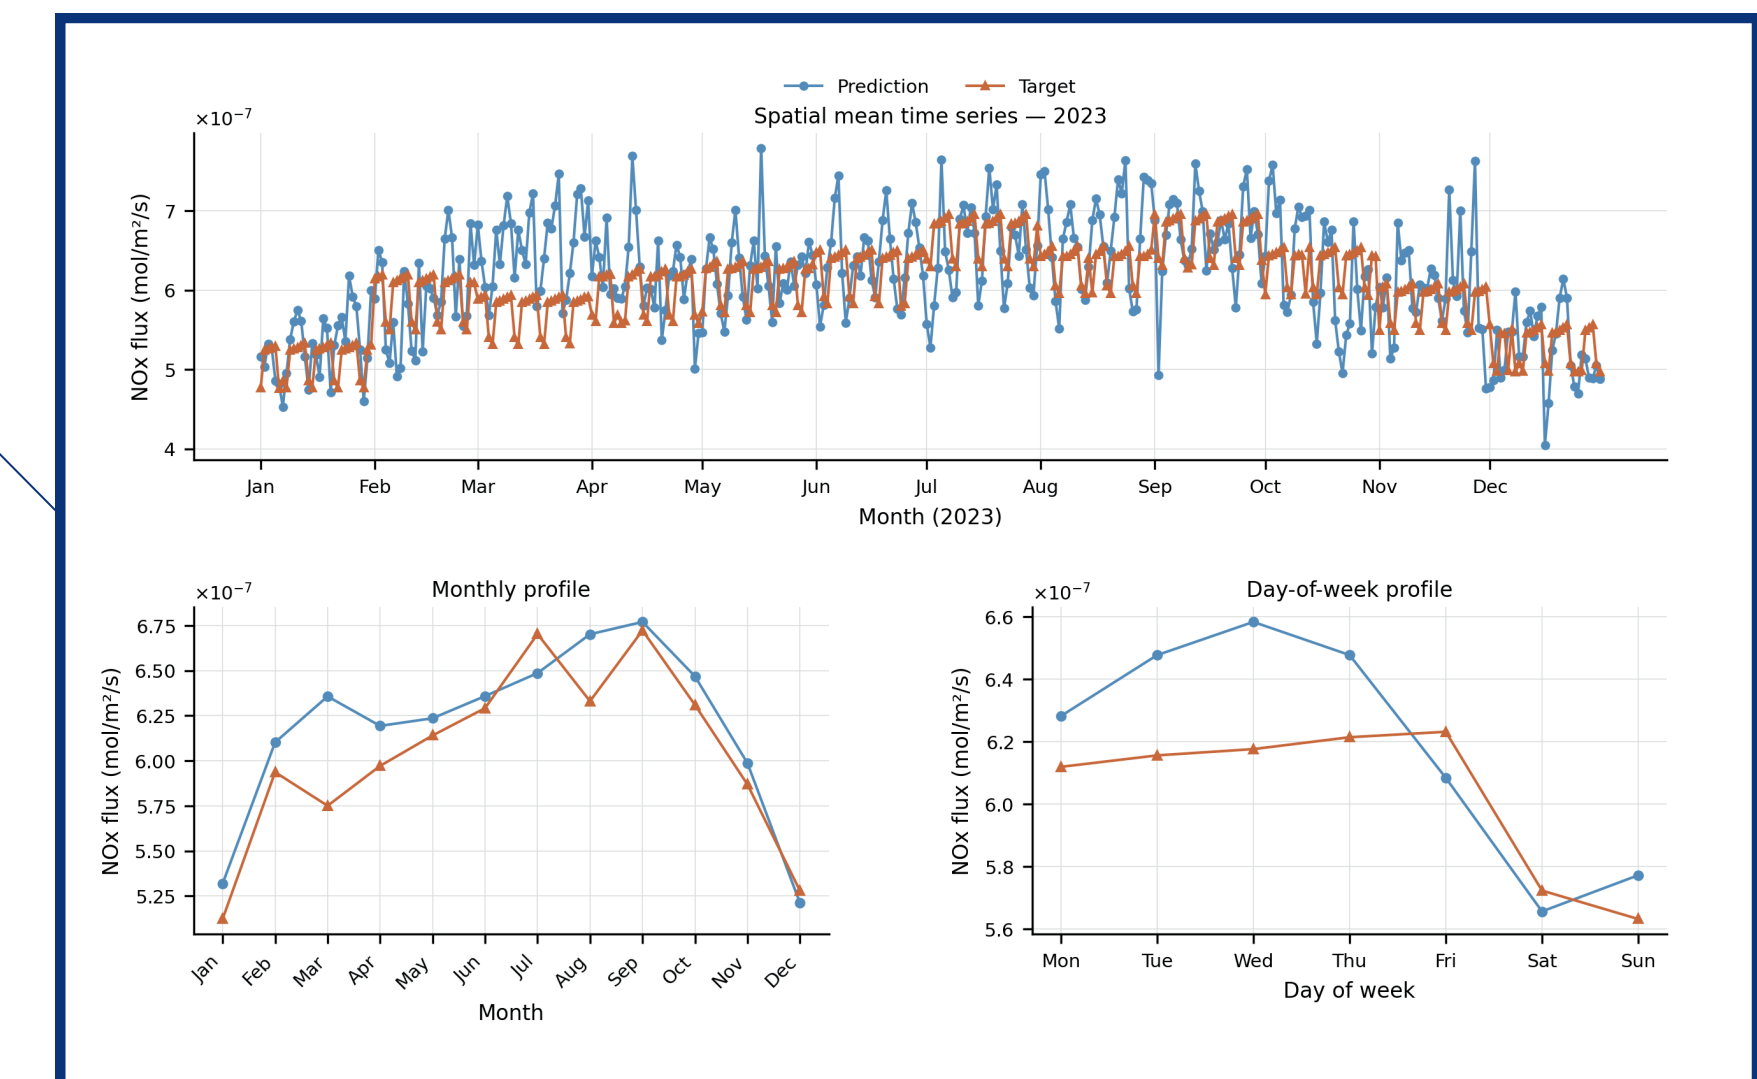 Prediction Target
×10⁻⁷
Spatial mean time series — 2023
NOx flux (mol/m²/s)
7
6
5
4
Jan Feb Mar Apr May Jun Jul Aug Sep Oct Nov Dec
Month (2023)
×10⁻⁷
Monthly profile
NOx flux (mol/m²/s)
6.75
6.50
6.25
6.00
5.75
5.50
5.25
Jan Feb Mar Apr May Jun Jul Aug Sep Oct Nov Dec
Month
×10⁻⁷
Day-of-week profile
NOx flux (mol/m²/s)
6.6
6.4
6.2
6.0
5.8
5.6
Mon Tue Wed Thu Fri Sat Sun
Day of week